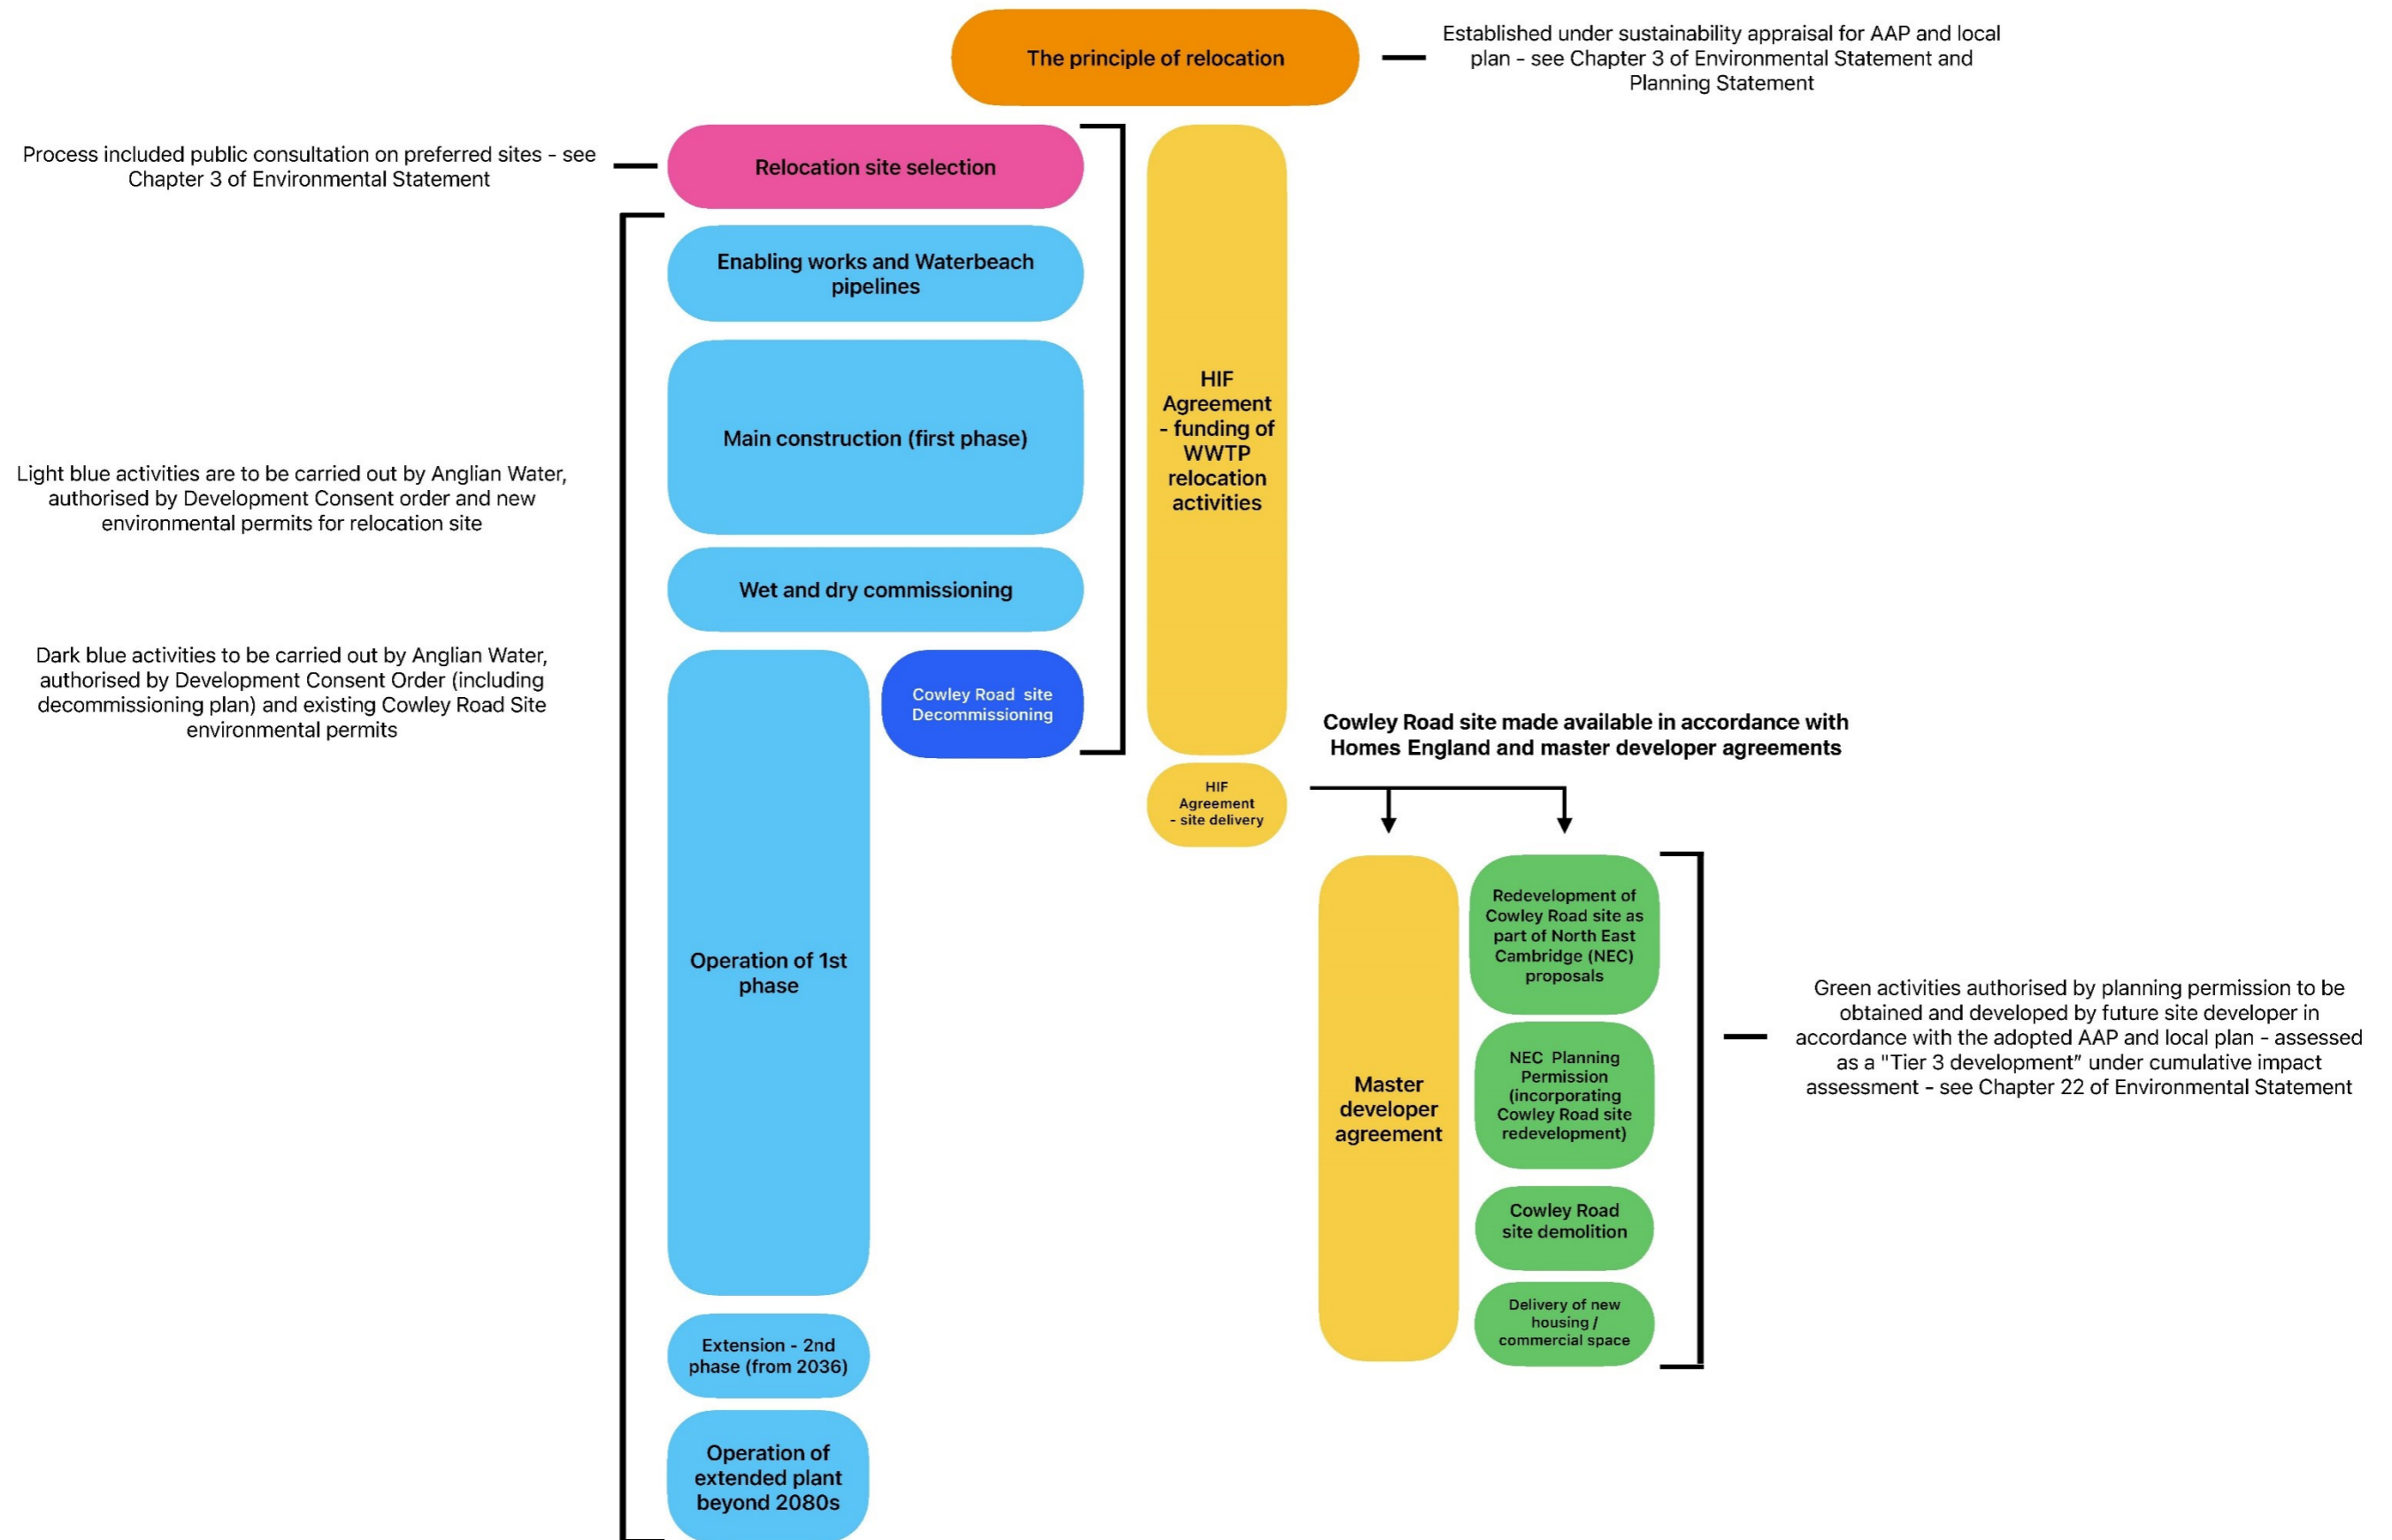 The principle of relocation
Established under sustainability appraisal for AAP and local
plan - see Chapter 3 of Environmental Statement and
Planning Statement
Process included public consultation on preferred sites - see
Chapter 3 of Environmental Statement
Relocation site selection
Enabling works and Waterbeach
pipelines
Main construction (first phase)
HIF
Agreement
- funding of
WWTP
relocation
activities
Light blue activities are to be carried out by Anglian Water,
authorised by Development Consent order and new
environmental permits for relocation site
Wet and dry commissioning
Dark blue activities to be carried out by Anglian Water,
authorised by Development Consent Order (including
decommissioning plan) and existing Cowley Road Site
environmental permits
Cowley Road  site
Decommissioning
Cowley Road site made available in accordance with
Homes England and master developer agreements
HIF
Agreement
- site delivery
Operation of 1st
phase
Master
developer
agreement
Redevelopment of
Cowley Road site as
part of North East
Cambridge (NEC)
proposals
NEC  Planning
Permission
(incorporating
Cowley Road site
redevelopment)
Cowley Road
site demolition
Delivery of new
housing /
commercial space
Green activities authorised by planning permission to be
obtained and developed by future site developer in
accordance with the adopted AAP and local plan - assessed
as a "Tier 3 development” under cumulative impact
assessment - see Chapter 22 of Environmental Statement
Extension - 2nd
phase (from 2036)
Operation of
extended plant
beyond 2080s